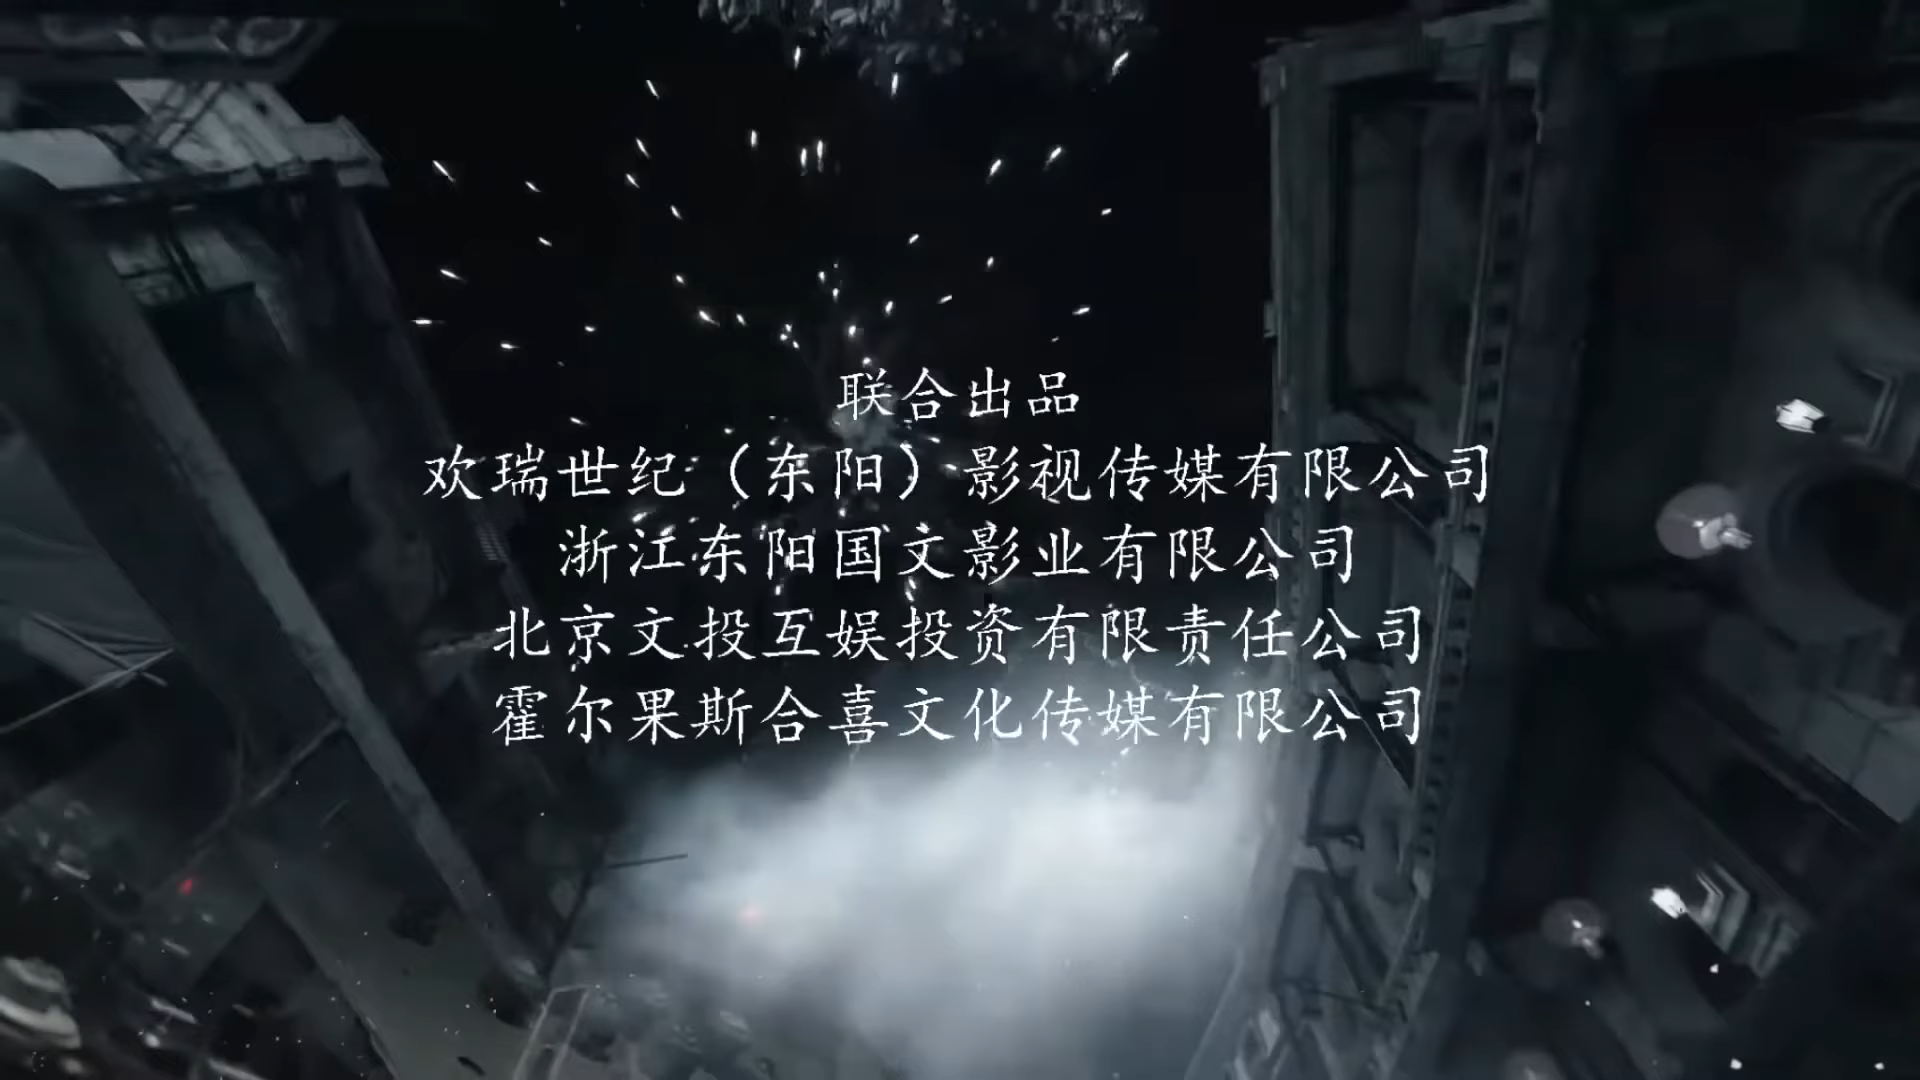 联合出品
欢瑞世纪（东阳）影视传媒有限公司
浙江东阳国文影业有限公司
北京文投互娱投资有限责任公司
霍尔果斯合喜文化传媒有限公司